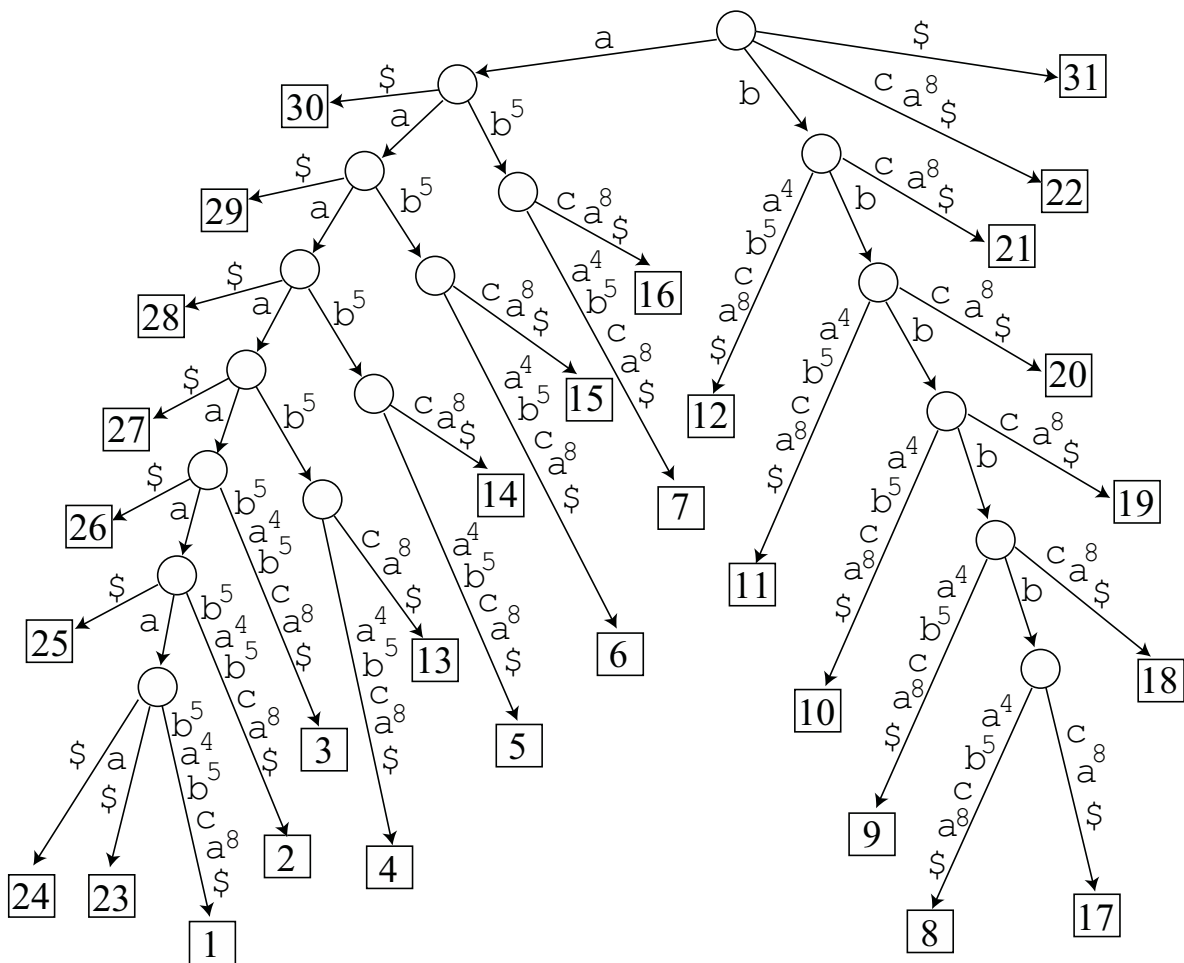 a $
$ c a⁸ $ 31
30 a b⁵ b
$ c a⁸ $ 22
29 a b⁵ c a⁸ $ a⁴ b⁵ c a⁸ $ b c a⁸ $ 21
$ 16
28 a b⁵ c a⁸ $ a⁴ b⁵ c a⁸ $ a⁴ b⁵ c a⁸ $ b c a⁸ $ 20
$ 15 12
27 a b⁵ c a⁸ $ a⁴ b⁵ c a⁸ $ 7 a⁴ b⁵ c a⁸ $ b c a⁸ $ 19
$ 14
26 a b⁵ a⁴ b⁵ c a⁸ $ c a⁸ $ a⁴ b⁵ c a⁸ $ 6 11 a⁴ b⁵ c a⁸ $ b c a⁸ $ 18
$ 13
25 a b⁵ a⁴ b⁵ c a⁸ $ 3 5 10 a⁴ b⁵ c a⁸ $ c a⁸ $
$ a $ b⁵ a⁴ b⁵ c a⁸ $ 2 4 9
24 23 1 8 17